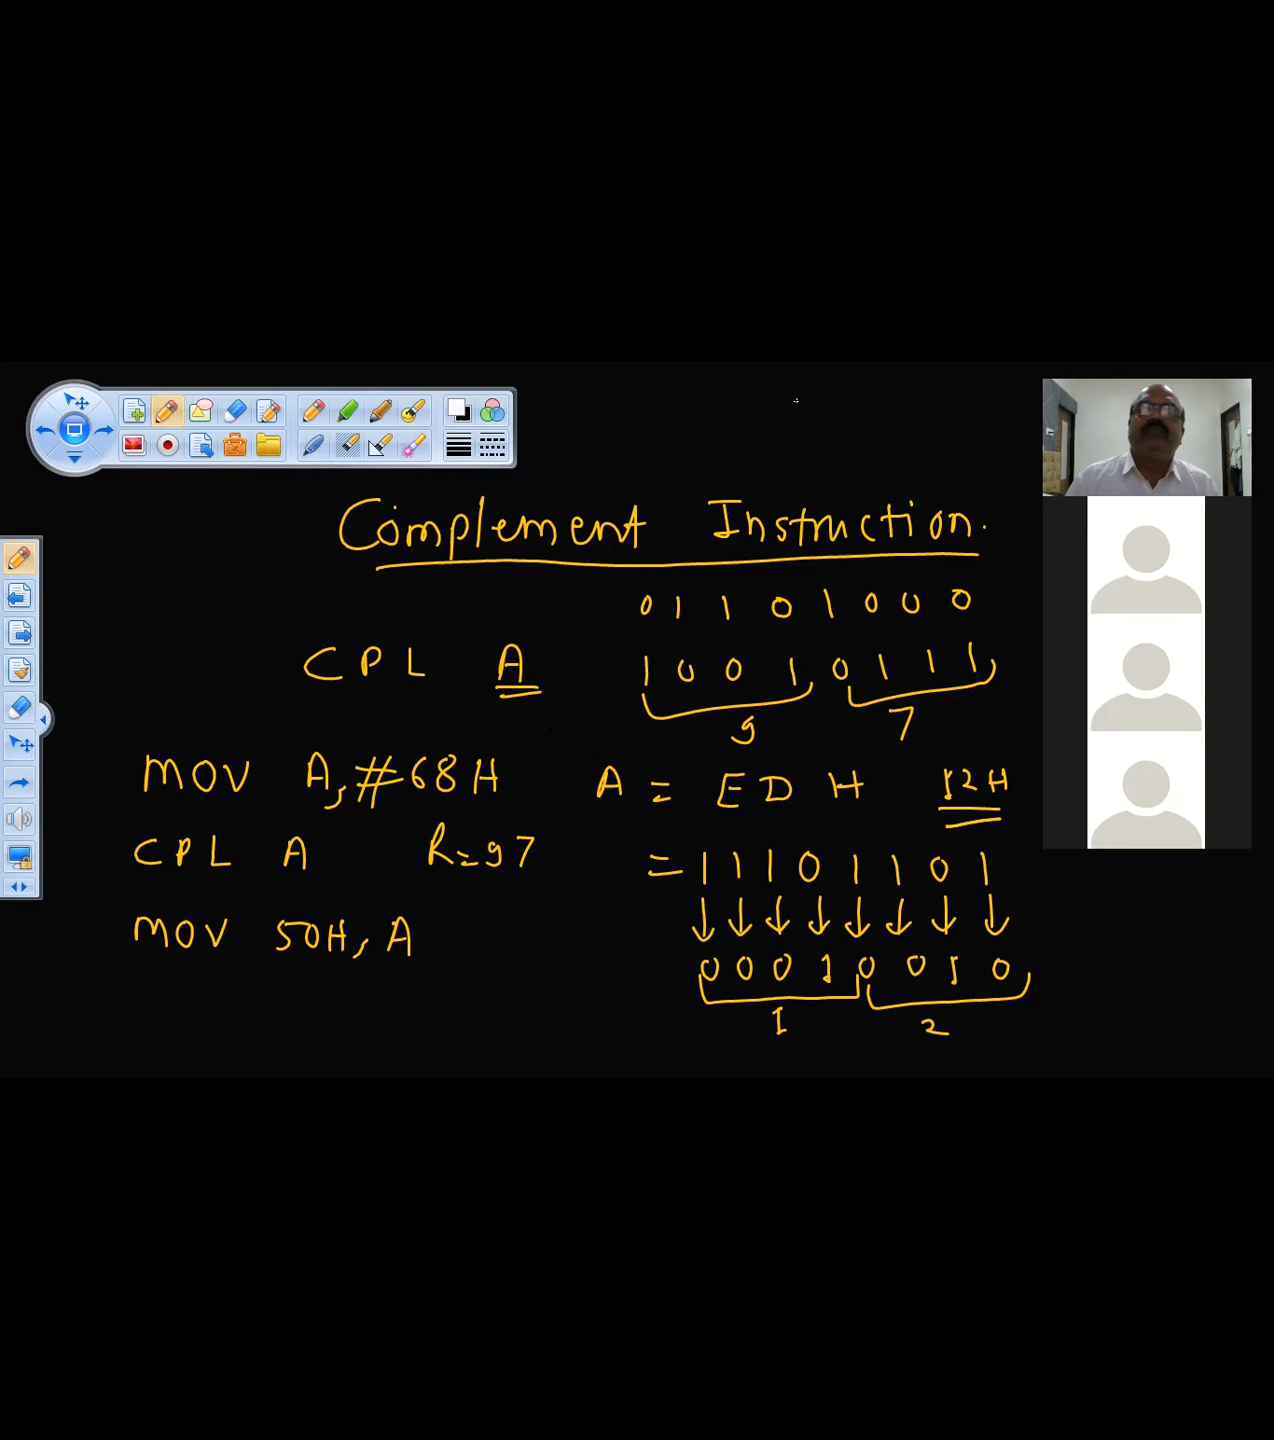 Complement Instruction.
0 1 1 0 1 0 0 0
CPL A
1 0 0 1 0 1 1 1
9 7
MOV A, #68H
A = EDH 12H
CPL A R=97
= 1 1 1 0 1 1 0 1
MOV 50H, A
0 0 0 1 0 0 1 0
1 2